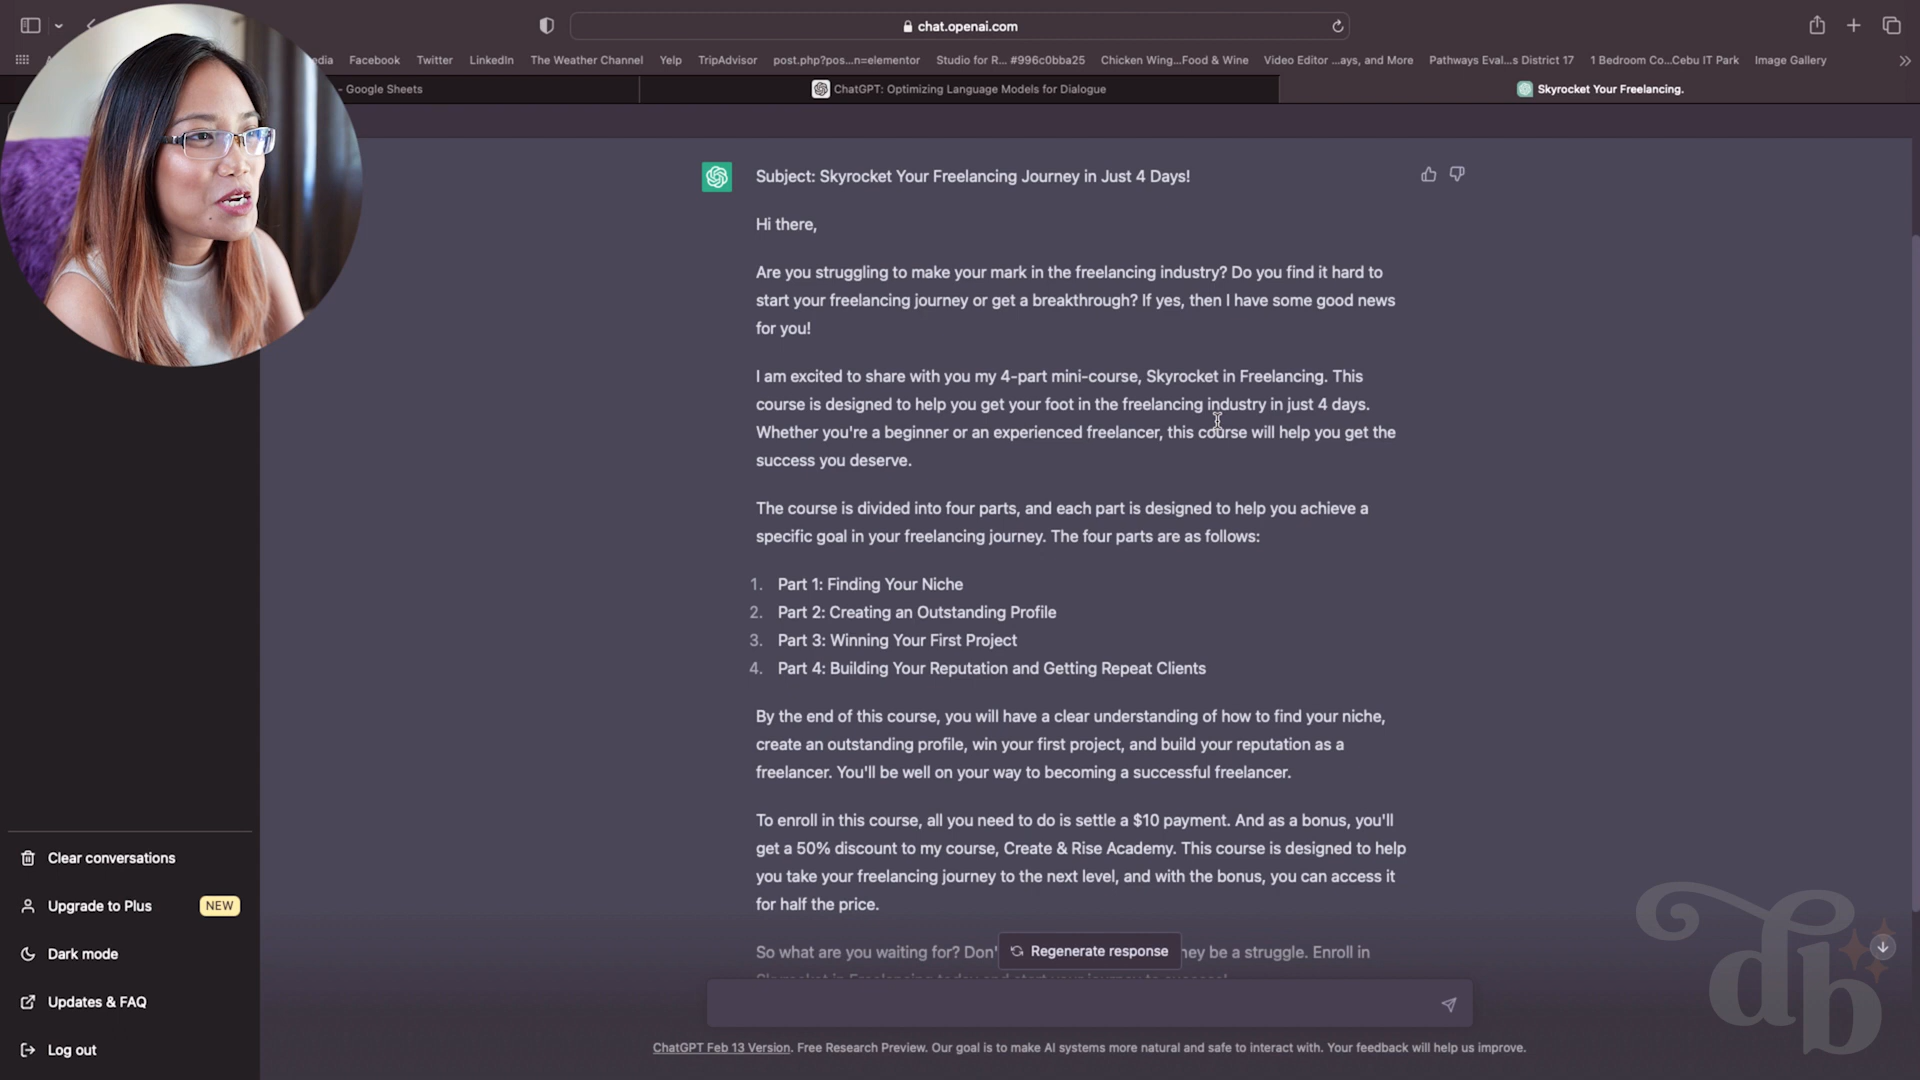 chat.openai.com
edia
Facebook
Twitter
LinkedIn
The Weather Channel
Yelp
TripAdvisor
post.php?pos...n=elementor
Studio for R... #996c0bba25
Chicken Wing...Food & Wine
Video Editor ...ays, and More
Pathways Eval...s District 17
1 Bedroom Co...Cebu IT Park
Image Gallery
- Google Sheets
ChatGPT: Optimizing Language Models for Dialogue
Skyrocket Your Freelancing.
Subject: Skyrocket Your Freelancing Journey in Just 4 Days!
Hi there,
Are you struggling to make your mark in the freelancing industry? Do you find it hard to
start your freelancing journey or get a breakthrough? If yes, then I have some good news
for you!
I am excited to share with you my 4-part mini-course, Skyrocket in Freelancing. This
course is designed to help you get your foot in the freelancing industry in just 4 days.
Whether you're a beginner or an experienced freelancer, this course will help you get the
success you deserve.
The course is divided into four parts, and each part is designed to help you achieve a
specific goal in your freelancing journey. The four parts are as follows:
1. Part 1: Finding Your Niche
2. Part 2: Creating an Outstanding Profile
3. Part 3: Winning Your First Project
4. Part 4: Building Your Reputation and Getting Repeat Clients
By the end of this course, you will have a clear understanding of how to find your niche,
create an outstanding profile, win your first project, and build your reputation as a
freelancer. You'll be well on your way to becoming a successful freelancer.
To enroll in this course, all you need to do is settle a $10 payment. And as a bonus, you'll
get a 50% discount to my course, Create & Rise Academy. This course is designed to help
you take your freelancing journey to the next level, and with the bonus, you can access it
for half the price.
So what are you waiting for? Don' hey be a struggle. Enroll in
Regenerate response
Clear conversations
Upgrade to Plus NEW
Dark mode
Updates & FAQ
Log out
ChatGPT Feb 13 Version. Free Research Preview. Our goal is to make AI systems more natural and safe to interact with. Your feedback will help us improve.
db